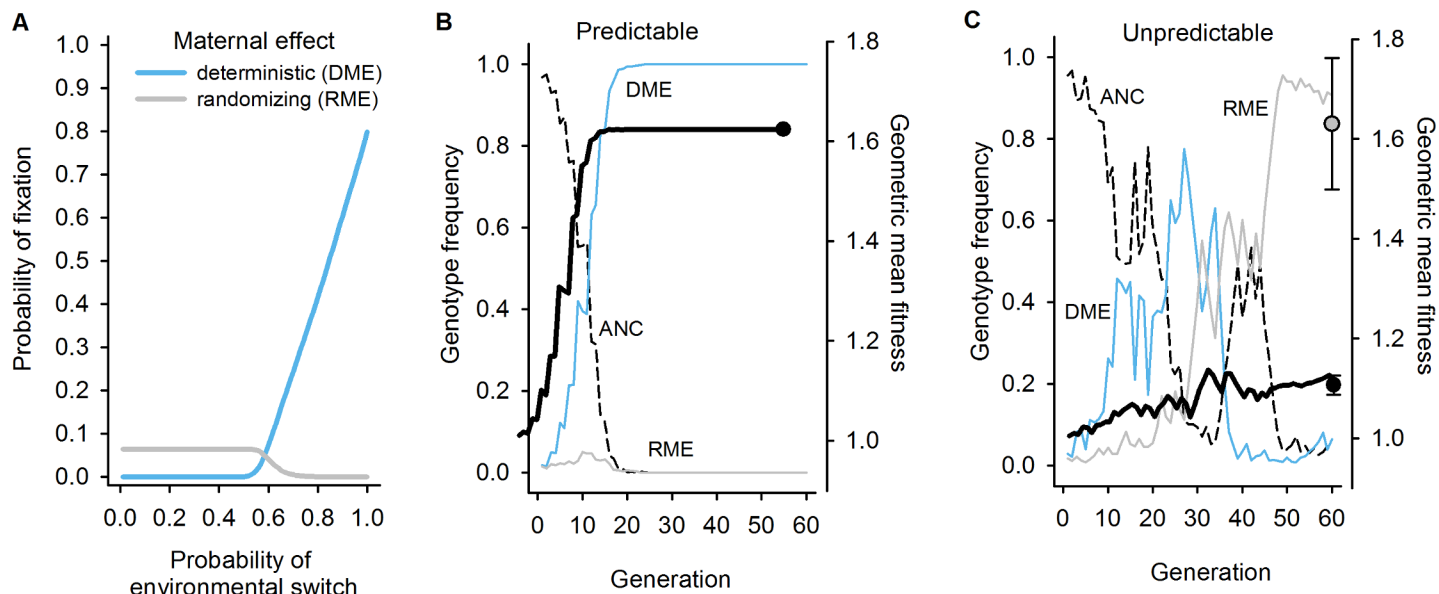 A
Maternal effect
deterministic (DME)
randomizing (RME)
Probability of fixation
1.0
0.9
0.8
0.7
0.6
0.5
0.4
0.3
0.2
0.1
0.0
0.0 0.2 0.4 0.6 0.8 1.0
Probability of
environmental switch
B
Predictable
Genotype frequency
1.0
0.8
0.6
0.4
0.2
0.0
DME
ANC
RME
1.8
1.6
1.4
1.2
1.0
Geometric mean fitness
0 10 20 30 40 50 60
Generation
C
Unpredictable
Genotype frequency
1.0
0.8
0.6
0.4
0.2
0.0
ANC
RME
DME
1.8
1.6
1.4
1.2
1.0
Geometric mean fitness
0 10 20 30 40 50 60
Generation